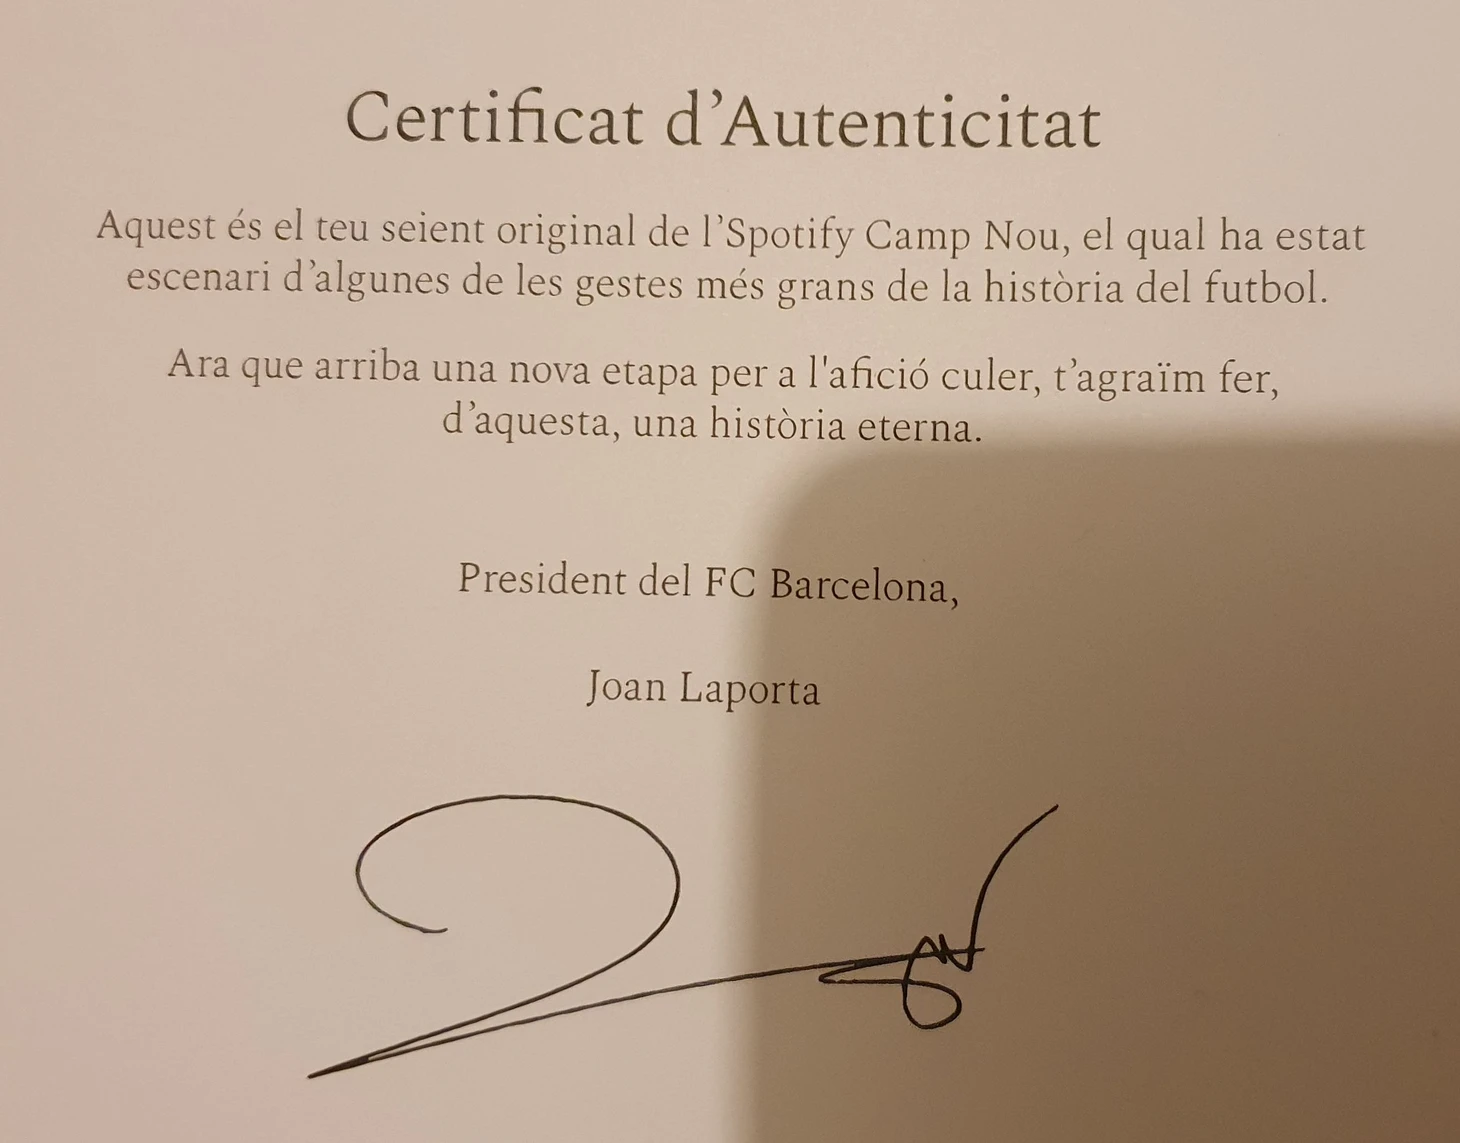 Certificat d’Autenticitat
Aquest és el teu seient original de l’Spotify Camp Nou, el qual ha estat
escenari d’algunes de les gestes més grans de la història del futbol.
Ara que arriba una nova etapa per a l'afició culer, t’agraïm fer,
d’aquesta, una història eterna.
President del FC Barcelona,
Joan Laporta